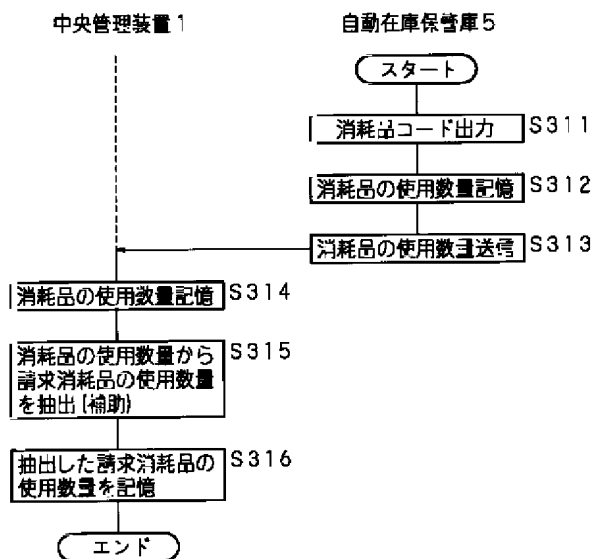 中央管理装置1
自動在庫保管庫5
スタート
消耗品コード出力
S311
消耗品の使用数量記憶
S312
消耗品の使用数量送信
S313
消耗品の使用数量記憶
S314
消耗品の使用数量から
請求消耗品の使用数量
を抽出(補助)
S315
抽出した請求消耗品の
使用数量を記憶
S316
エンド